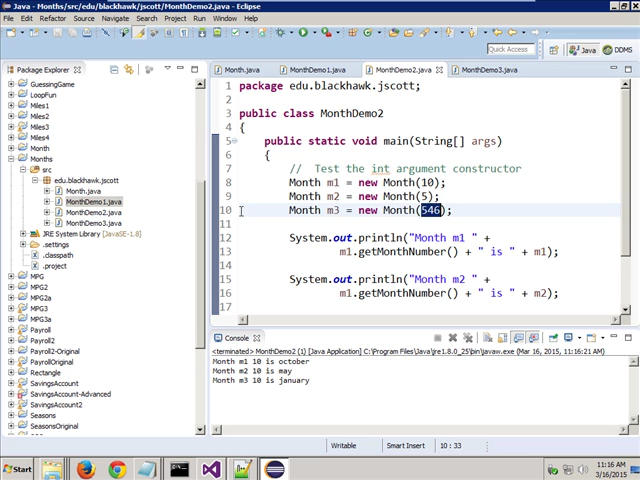 Java - Months/src/edu/blackhawk/jscott/MonthDemo2.java - Eclipse
File Edit Refactor Source Navigate Search Project Run Window Help
Quick Access
Java
DDMS
Package Explorer
GuessingGame
LoopFun
Miles1
Miles2
Miles3
Miles4
Month
Months
src
edu.blackhawk.jscott
Month.java
MonthDemo1.java
MonthDemo2.java
MonthDemo3.java
JRE System Library [JavaSE-1.8]
.settings
.classpath
.project
MPG
MPG2
MPG2a
MPG3
MPG3a
Payroll
Payroll2
Payroll2-Original
PayrollOriginal
Rectangle
SavingsAccount
SavingsAccount-Advanced
SavingsAccount2
Seasons
SeasonsOriginal
Month.java
MonthDemo1.java
MonthDemo2.java
MonthDemo3.java
1 package edu.blackhawk.jscott;
2
3 public class MonthDemo2
4 {
5 public static void main(String[] args)
6 {
7 // Test the int argument constructor
8 Month m1 = new Month(10);
9 Month m2 = new Month(5);
10 Month m3 = new Month(546);
11
12 System.out.println("Month m1 " +
13 m1.getMonthNumber() + " is " + m1);
14
15 System.out.println("Month m2 " +
16 m1.getMonthNumber() + " is " + m2);
17
Console
<terminated> MonthDemo2 (1) [Java Application] C:\Program Files\Java\jre1.8.0_25\bin\javaw.exe (Mar 16, 2015, 11:16:21 AM)
Month m1 10 is october
Month m2 10 is may
Month m3 10 is january
Writable
Smart Insert
10 : 33
Start
11:16 AM
3/16/2015